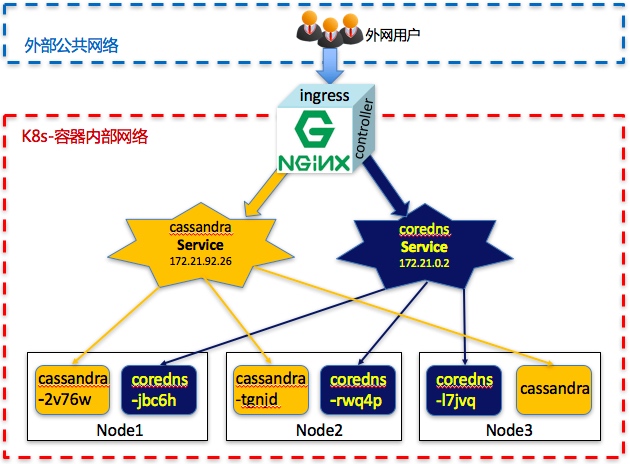 外部公共网络
外网用户
ingress
controller
NGiNX
K8s-容器内部网络
cassandra
Service
172.21.92.26
coredns
Service
172.21.0.2
cassandra
-2v76w
coredns
-jbc6h
Node1
cassandra
-tgnjd
coredns
-rwq4p
Node2
coredns
-l7jvq
cassandra
Node3